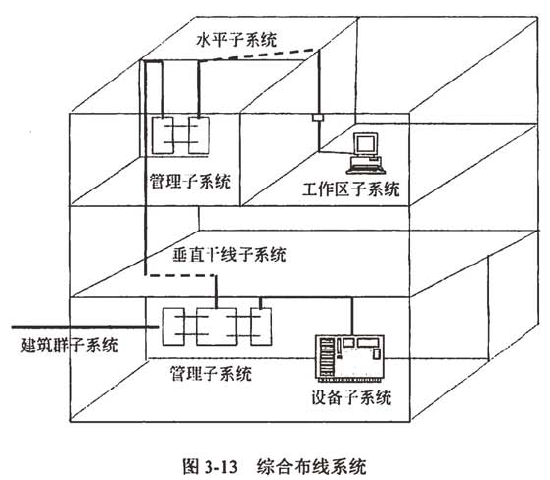 水平子系统
管理子系统
工作区子系统
垂直干线子系统
建筑群子系统
管理子系统
设备子系统
图 3-13 综合布线系统